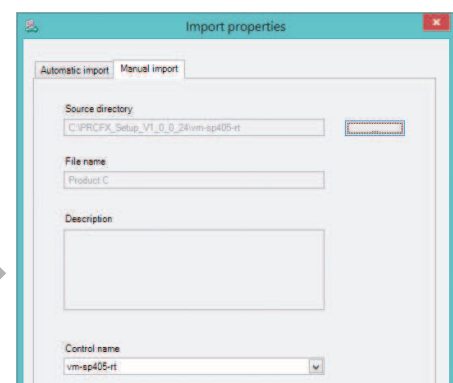 Import properties
Automatic import Manual import
Source directory
C:\PRCFX_Setup_V1_0_0_24\vm-sp405-rt
...
File name
Product C
Description
Control name
vm-sp405-rt